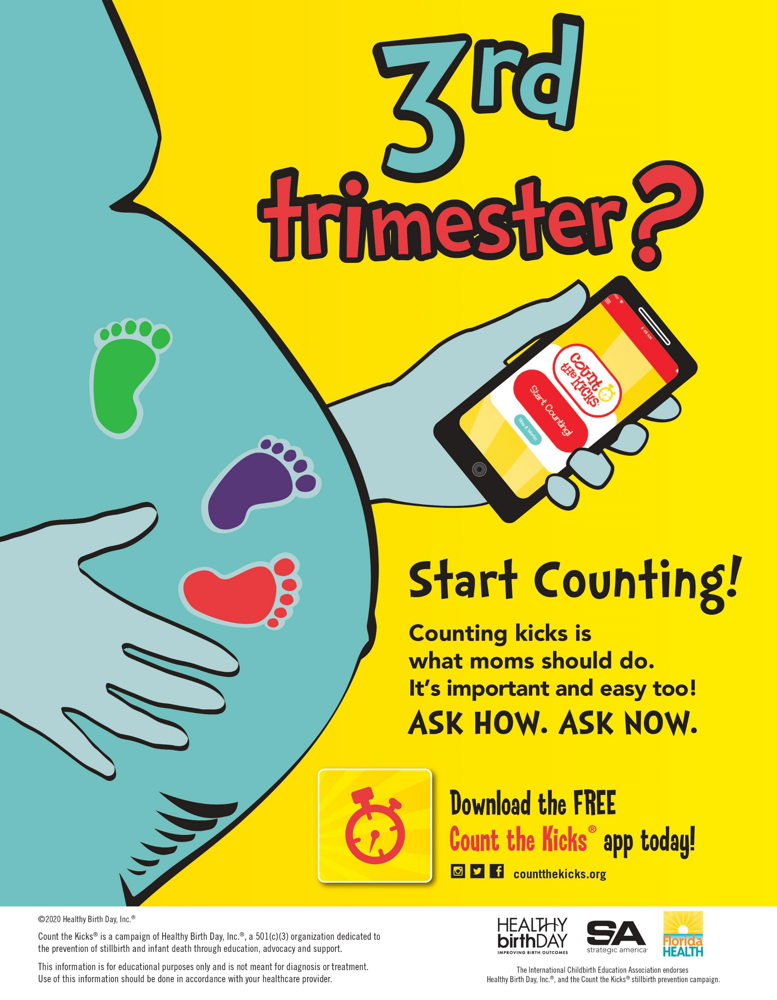 3rd
trimester?
8:48 AM
COUNT
tHe KiCKS
Start Counting!
How it Works
Start Counting!
Counting kicks is
what moms should do.
It's important and easy too!
ASK HOW. ASK NOW.
Download the FREE
Count the Kicks® app today!
countthekicks.org
©2020 Healthy Birth Day, Inc.®
Count the Kicks® is a campaign of Healthy Birth Day, Inc.®, a 501(c)(3) organization dedicated to
the prevention of stillbirth and infant death through education, advocacy and support.
This information is for educational purposes only and is not meant for diagnosis or treatment.
Use of this information should be done in accordance with your healthcare provider.
HEALTHY
birthDAY
IMPROVING BIRTH OUTCOMES
SA
strategic america
Florida
HEALTH
The International Childbirth Education Association endorses
Healthy Birth Day, Inc.®, and the Count the Kicks® stillbirth prevention campaign.